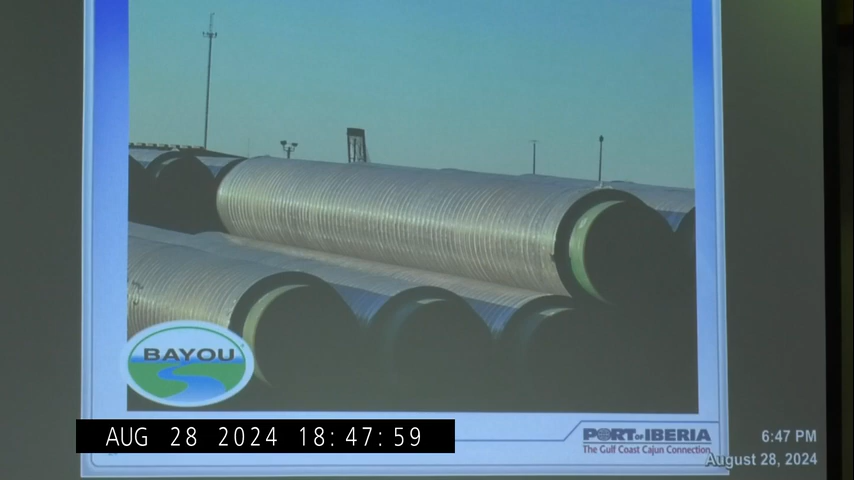 BAYOU
AUG 28 2024 18:47:59
PORT OF IBERIA
The Gulf Coast Cajun Connection
6:47 PM
August 28, 2024